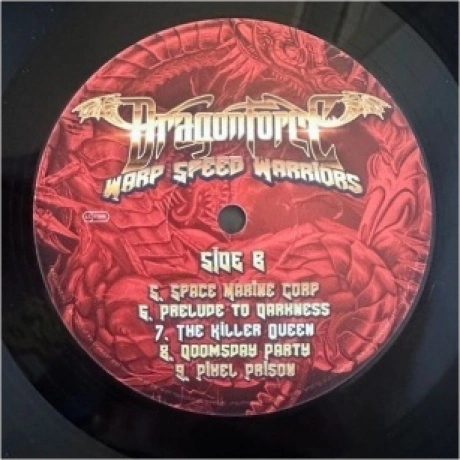 DragonForce
Warp Speed Warriors
Side B
5. Space Marine Corp
6. Prelude to Darkness
7. The Killer Queen
8. Doomsday Party
9. Pixel Prison